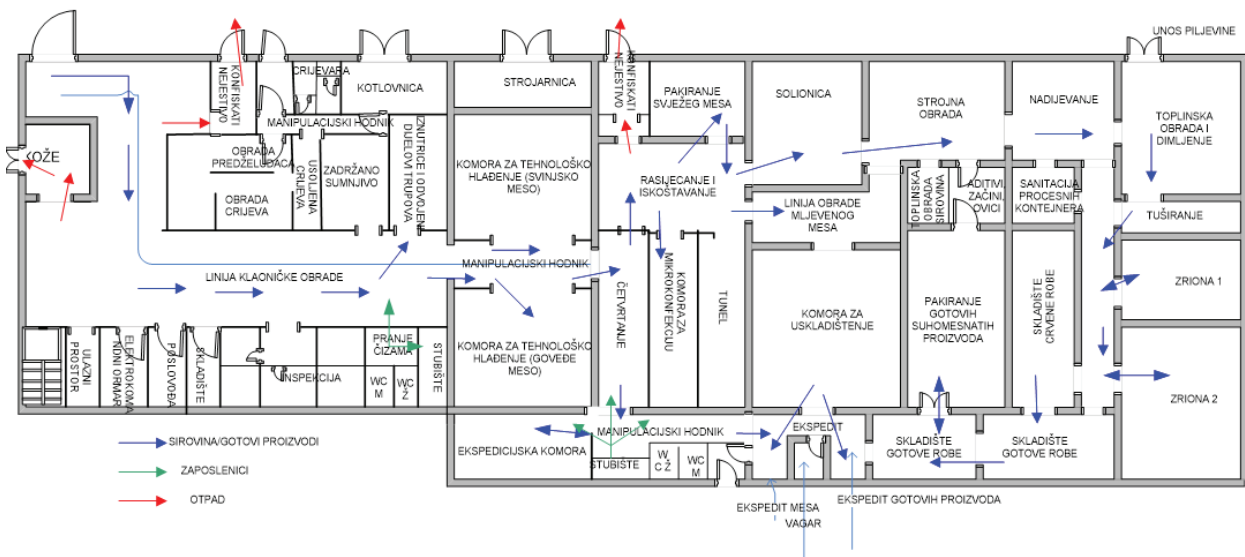 UNOS PILJEVINE
KONFISKATI
NEJESTIVO
CRIJEVARA
KOTLOVNICA
STROJARNICA
KONFISKATI
NEJESTIVO
PAKIRANJE
SVJEŽEG MESA
SOLIONICA
STROJNA
OBRADA
NADIJEVANJE
TOPLINSKA
OBRADA I
DIMLJENJE
MANIPULACIJSKI HODNIK
KOŽE
OBRADA
PREDŽELUDACA
OBRADA
CRIJEVA
USOLJENA
CRIJEVA
ZADRŽANO
SUMNJIVO
IZNUTRICE I ODVOJENI
DIJELOVI TRUPOVA
KOMORA ZA TEHNOLOŠKO
HLAĐENJE (SVINJSKO
MESO)
RASIJECANJE I
ISKOŠTAVANJE
LINIJA OBRADE
MLJEVENOG
MESA
TOPLINSKA
OBRADA
SIROVINA
ADITIVI,
ZAČINI,
OVICI
SANITACIJA
PROCESNIH
KONTEJNERA
TUŠIRANJE
LINIJA KLAONIČKE OBRADE
MANIPULACIJSKI HODNIK
ČETVRTANJE
KOMORA ZA
MIKROKONFEKCIJU
TUNEL
KOMORA ZA
USKLADIŠTENJE
PAKIRANJE
GOTOVIH
SUHOMESNATIH
PROIZVODA
SKLADIŠTE
CRVENE ROBE
ZRIONA 1
ULAZNI
PROSTOR
ELEKTROKOMA
NDNI ORMAR
POSLOVOĐA
SKLADIŠTE
INSPEKCIJA
PRANJE
ČIZAMA
WC
M
WC
Ž
STUBIŠTE
KOMORA ZA TEHNOLOŠKO
HLAĐENJE (GOVEĐE
MESO)
ZRIONA 2
SIROVINA/GOTOVI PROIZVODI
ZAPOSLENICI
OTPAD
EKSPEDICIJSKA KOMORA
MANIPULACIJSKI HODNIK
STUBIŠTE
W
C Ž
WC
M
EKSPEDIT
SKLADIŠTE
GOTOVE ROBE
SKLADIŠTE
GOTOVE ROBE
EKSPEDIT MESA
VAGAR
EKSPEDIT GOTOVIH PROIZVODA